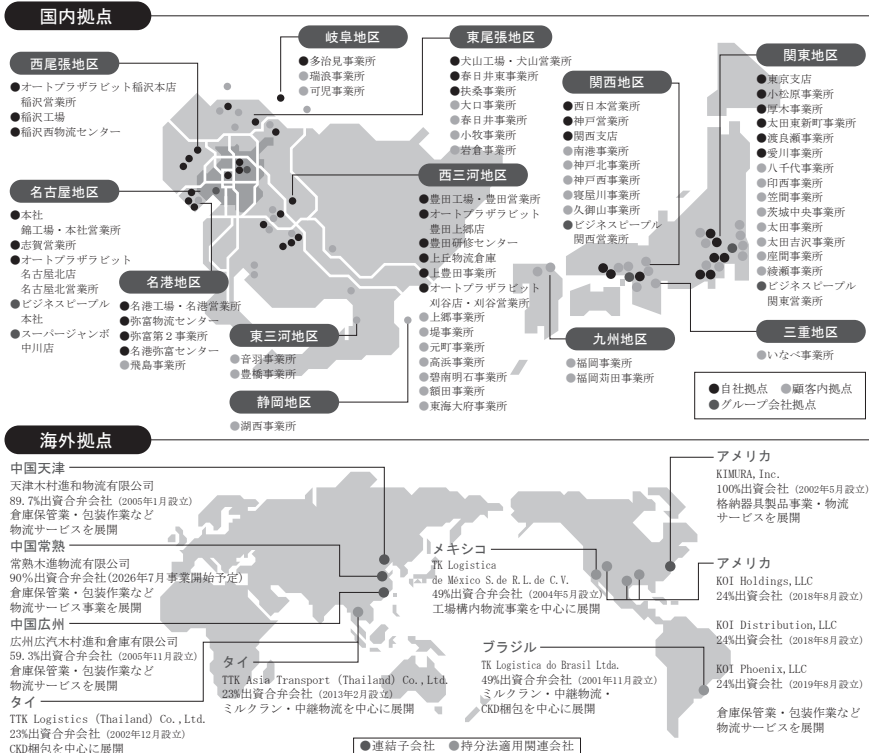 国内拠点
西尾張地区
●オートプラザラビット稲沢本店
稲沢営業所
●稲沢工場
●稲沢西物流センター
名古屋地区
●本社
錦工場・本社営業所
●志賀営業所
●オートプラザラビット
名古屋北店
名古屋北営業所
●ビジネスピープル
本社
●スーパージャンボ
中川店
名港地区
●名港工場・名港営業所
●弥富物流センター
●弥富第2事業所
●名港弥富センター
●飛島事業所
岐阜地区
●多治見事業所
●瑞浪事業所
●可児事業所
東尾張地区
●犬山工場・犬山営業所
●春日井東事業所
●扶桑事業所
●大口事業所
●春日井事業所
●小牧事業所
●岩倉事業所
西三河地区
●豊田工場・豊田営業所
●オートプラザラビット
豊田上郷店
●豊田研修センター
●上丘物流倉庫
●上豊田事業所
●オートプラザラビット
刈谷店・刈谷営業所
●上郷事業所
●堤事業所
●元町事業所
●高浜事業所
●碧南明石事業所
●額田事業所
●東海大府事業所
東三河地区
●音羽事業所
●豊橋事業所
静岡地区
●湖西事業所
関西地区
●西日本営業所
●神戸営業所
●関西支店
●南港事業所
●神戸北事業所
●神戸西事業所
●寝屋川事業所
●久御山事業所
●ビジネスピープル
関西営業所
九州地区
●福岡事業所
●福岡苅田事業所
関東地区
●東京支店
●小松原事業所
●厚木事業所
●太田東新町事業所
●渡良瀬事業所
●愛川事業所
●八千代事業所
●印西事業所
●笠間事業所
●茨城中央事業所
●太田事業所
●太田吉沢事業所
●座間事業所
●綾瀬事業所
●ビジネスピープル
関東営業所
三重地区
●いなべ事業所
●自社拠点 ●顧客内拠点
●グループ会社拠点
海外拠点
中国天津
天津木村進和物流有限公司
89.7%出資合弁会社(2005年1月設立)
倉庫保管業・包装作業など
物流サービスを展開
中国常熟
常熟木進物流有限公司
90%出資合弁会社(2026年7月事業開始予定)
倉庫保管業・包装作業など
物流サービス事業を展開
中国広州
広州広汽木村進和倉庫有限公司
59.3%出資合弁会社(2005年11月設立)
倉庫保管業・包装作業など
物流サービスを展開
タイ
TTK Logistics (Thailand) Co.,Ltd.
23%出資合弁会社(2002年12月設立)
CKD梱包を中心に展開
タイ
TTK Asia Transport (Thailand) Co.,Ltd.
23%出資合弁会社(2013年2月設立)
ミルクラン・中継物流を中心に展開
メキシコ
TK Logistica
de México S.de R.L.de C.V.
49%出資合弁会社(2004年5月設立)
工場構内物流事業を中心に展開
ブラジル
TK Logistica do Brasil Ltda.
49%出資合弁会社(2001年11月設立)
ミルクラン・中継物流・
CKD梱包を中心に展開
アメリカ
KIMURA,Inc.
100%出資会社(2002年5月設立)
格納器具製品事業・物流
サービスを展開
アメリカ
KOI Holdings,LLC
24%出資会社(2018年8月設立)
KOI Distribution,LLC
24%出資会社(2018年8月設立)
KOI Phoenix,LLC
24%出資会社(2019年8月設立)
倉庫保管業・包装作業など
物流サービスを展開
●連結子会社 ●持分法適用関連会社